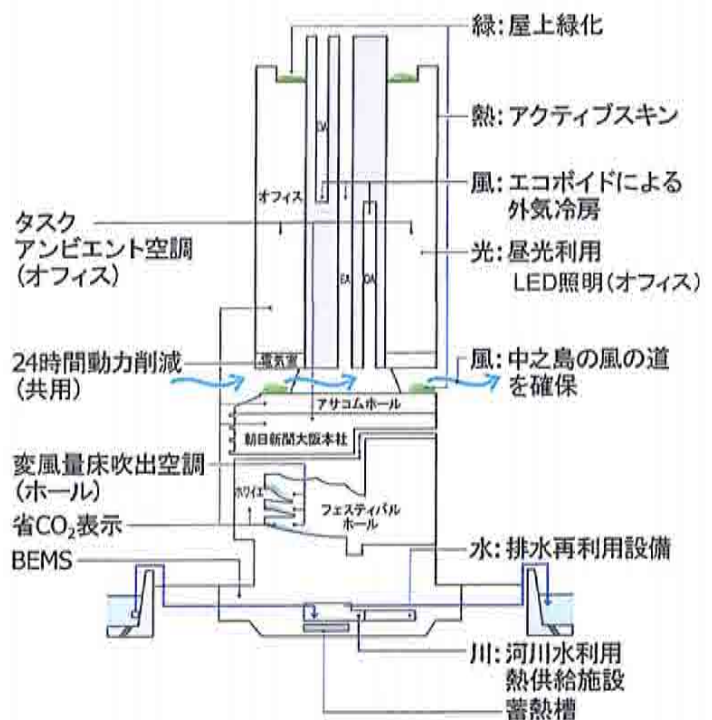 緑：屋上緑化
熱：アクティブスキン
風：エコボイドによる
外気冷房
光：昼光利用
LED照明（オフィス）
風：中之島の風の道
を確保
水：排水再利用設備
川：河川水利用
熱供給施設
蓄熱槽
タスク
アンビエント空調
（オフィス）
24時間動力削減
（共用）
変風量床吹出空調
（ホール）
省CO₂表示
BEMS
OA
オフィス
EA
OA
電気室
アサコムホール
朝日新聞大阪本社
ホワイエ
フェスティバル
ホール